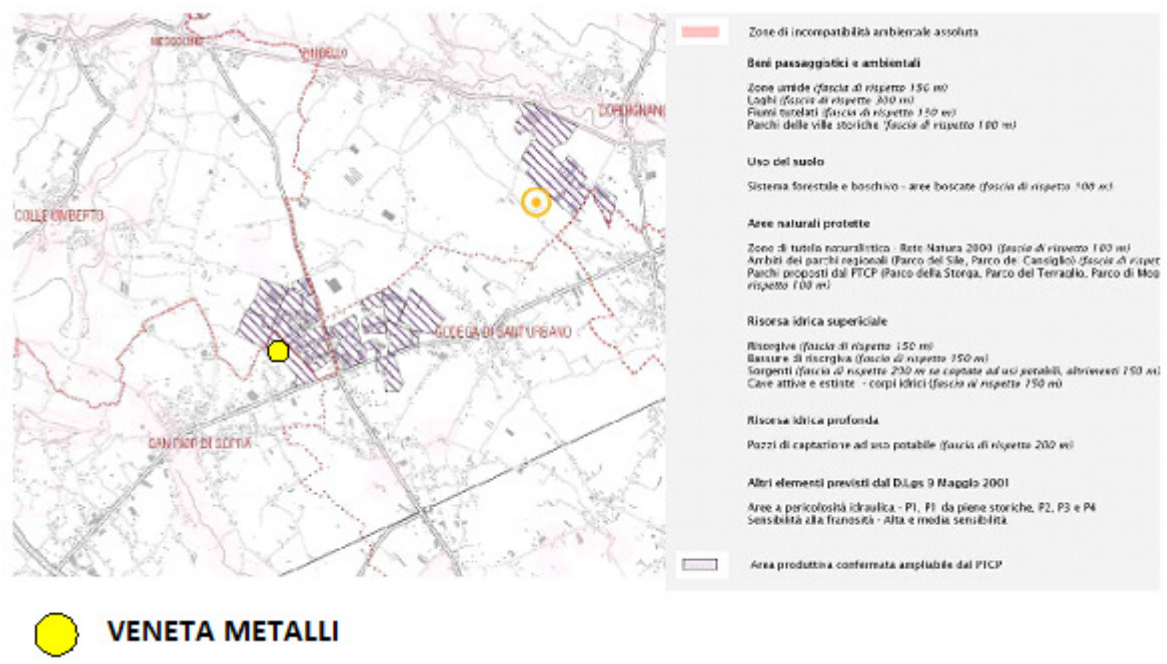 PINIDELLO
CORDIGNANO
COLLE UMBERTO
GODEGA DI SANT'URBANO
SAN FIOR DI SOPRA
Zone di incompatibilità ambientale assoluta
Beni paesaggistici e ambientali
Zone umide (fascia di rispetto 150 m)
Laghi (fascia di rispetto 300 m)
Fiumi tutelati (fascia di rispetto 150 m)
Parchi delle ville storiche (fascia di rispetto 100 m)
Uso del suolo
Sistema forestale e boschivo - aree boscate (fascia di rispetto 100 m)
Aree naturali protette
Zone di tutela naturalistica - Rete Natura 2000 (fascia di rispetto 100 m)
Ambiti dei parchi regionali (Parco del Sile, Parco del Cansiglio) (fascia di rispet
Parchi proposti dal PTCP (Parco della Storga, Parco del Terraglio, Parco di Mog
rispetto 100 m)
Risorsa idrica supericiale
Risorgive (fascia di rispetto 150 m)
Bassure di risorgiva (fascia di rispetto 150 m)
Sorgenti (fascia di rispetto 200 m se captate ad usi potabili, altrimenti 150 m)
Cave attive e estinte - corpi idrici (fascia di rispetto 150 m)
Risorsa idrica profonda
Pozzi di captazione ad uso potabile (fascia di rispetto 200 m)
Altri elementi previsti dal D.Lgs 9 Maggio 2001
Aree a pericolosità idraulica - P1, P1 da piene storiche, P2, P3 e P4
Sensibilità alla franosità - Alta e media sensibilità
Area produttiva confermata ampliabile dal PTCP
VENETA METALLI